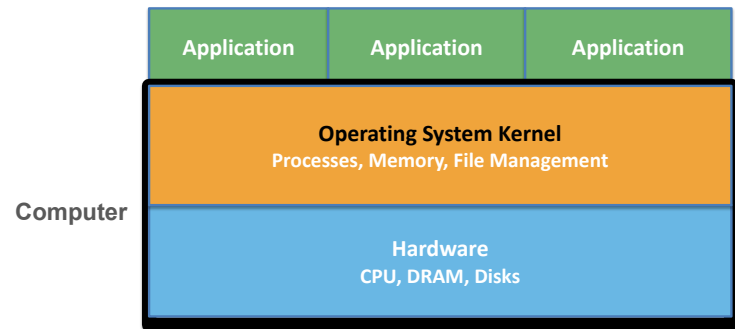 Application
Application
Application
Operating System Kernel
Processes, Memory, File Management
Computer
Hardware
CPU, DRAM, Disks